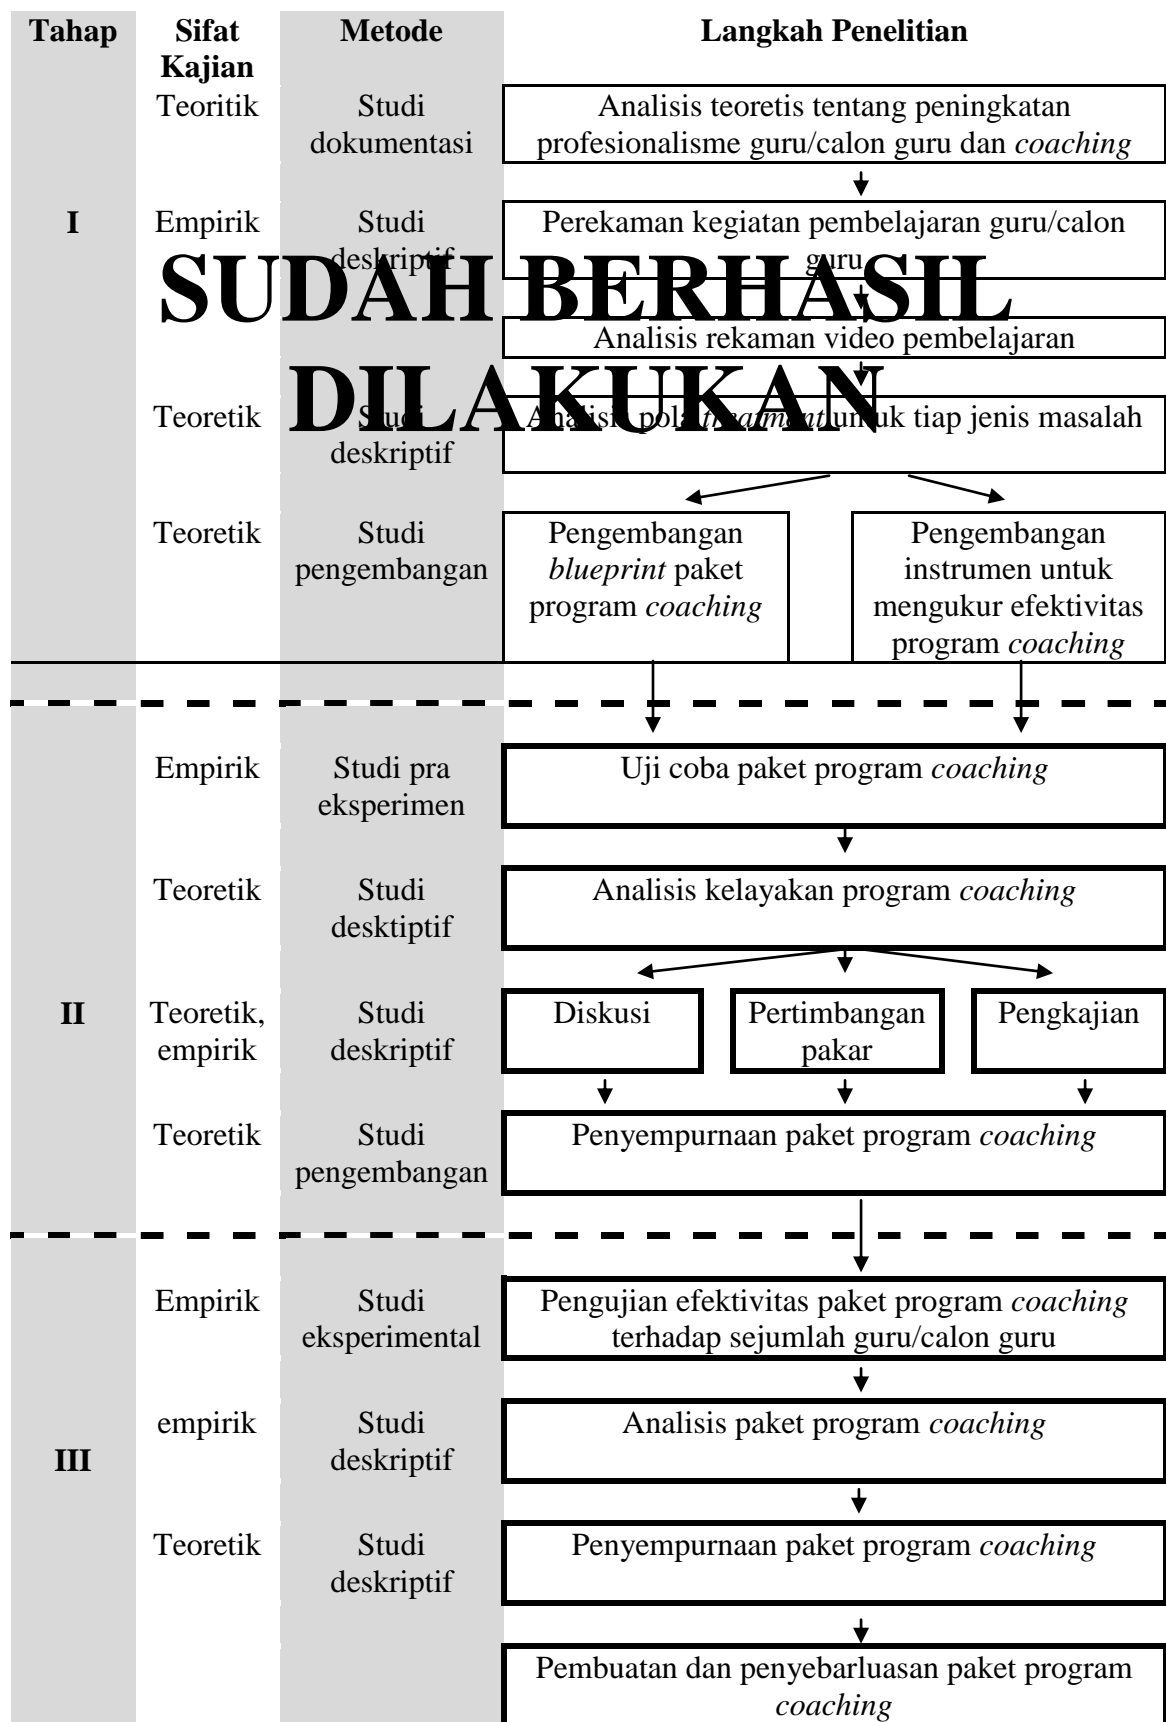 Tahap Sifat Metode Langkah Penelitian
Kajian
Teoritik Studi Analisis teoretis tentang peningkatan
dokumentasi profesionalisme guru/calon guru dan coaching
I Empirik Studi Perekaman kegiatan pembelajaran guru/calon
deskriptif guru
SUDAH BERHASIL
Analisis rekaman video pembelajaran
DILAKUKAN
Teoretik Studi Analisis pola treatment untuk tiap jenis masalah
deskriptif
Teoretik Studi Pengembangan Pengembangan
pengembangan blueprint paket instrumen untuk
program coaching mengukur efektivitas
program coaching
Empirik Studi pra Uji coba paket program coaching
eksperimen
Teoretik Studi Analisis kelayakan program coaching
desktiptif
II Teoretik, Studi Diskusi Pertimbangan Pengkajian
empirik deskriptif pakar
Teoretik Studi Penyempurnaan paket program coaching
pengembangan
Empirik Studi Pengujian efektivitas paket program coaching
eksperimental terhadap sejumlah guru/calon guru
empirik Studi Analisis paket program coaching
III deskriptif
Teoretik Studi Penyempurnaan paket program coaching
deskriptif
Pembuatan dan penyebarluasan paket program
coaching